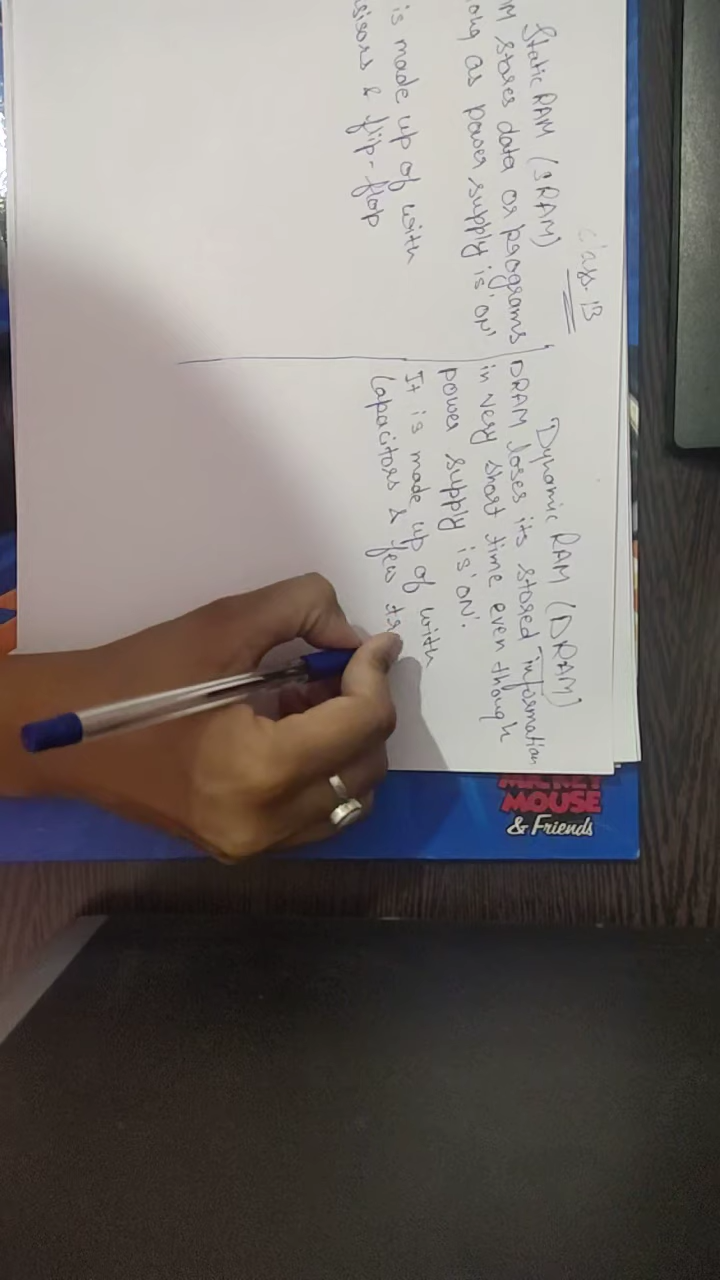 Class 13
Static RAM (SRAM)
stores data or programs
as power supply is 'ON'
is made up of with
& flip-flop
Dynamic RAM (DRAM)
DRAM loses its stored information
in very short time even though
power supply is 'ON'.
It is made up of with
Capacitors & few
MICKEY
MOUSE
& Friends